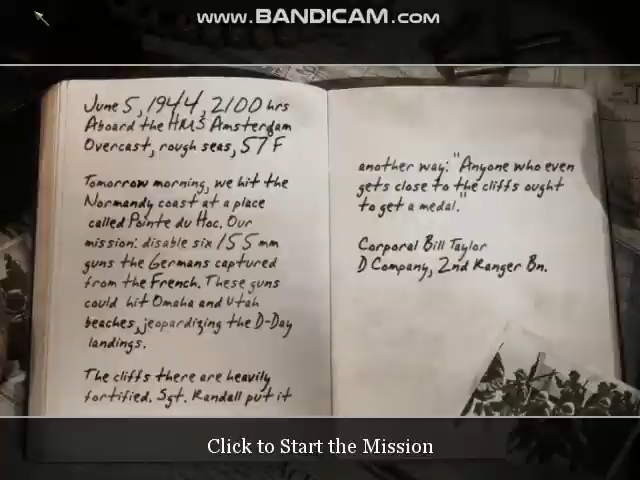 www.BANDICAM.com
June 5, 1944, 2100 hrs
Aboard the HMS Amsterdam
Overcast, rough seas, 57 F
Tomorrow morning, we hit the
Normandy coast at a place
called Pointe du Hoc. Our
mission: disable six 155 mm
guns the Germans captured
from the French. These guns
could hit Omaha and Utah
beaches, jeopardizing the D-Day
landings.
The cliffs there are heavily
fortified. Sgt. Randall put it
another way: "Anyone who even
gets close to the cliffs ought
to get a medal."
Corporal Bill Taylor
D Company, 2nd Ranger Bn.
Click to Start the Mission